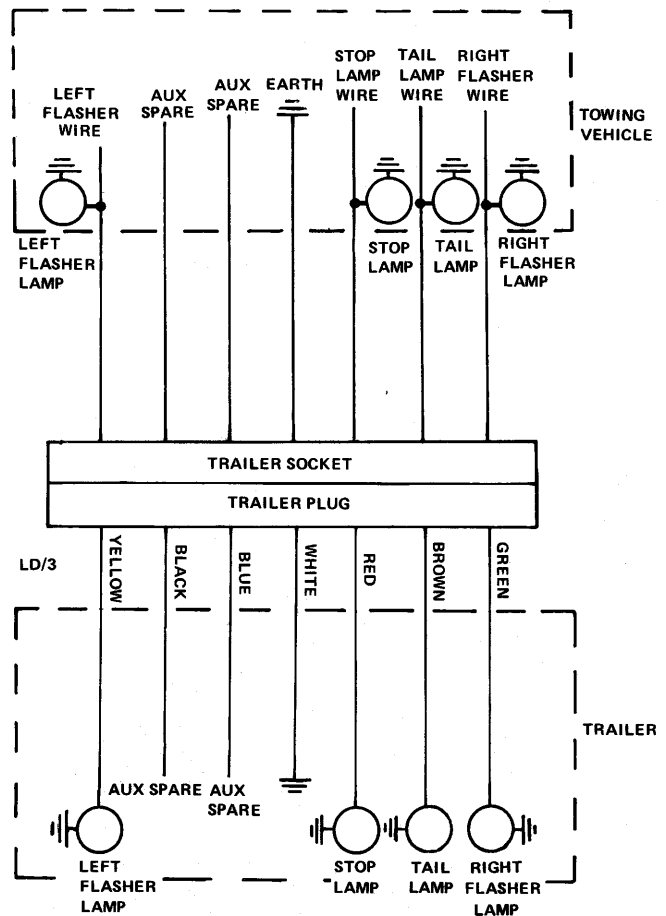 LEFT
FLASHER
WIRE
AUX
SPARE
AUX
SPARE
EARTH
STOP
LAMP
WIRE
TAIL
LAMP
WIRE
RIGHT
FLASHER
WIRE
TOWING
VEHICLE
LEFT
FLASHER
LAMP
STOP
LAMP
TAIL
LAMP
RIGHT
FLASHER
LAMP
TRAILER SOCKET
TRAILER PLUG
LD/3
YELLOW
BLACK
BLUE
WHITE
RED
BROWN
GREEN
TRAILER
AUX SPARE
AUX
SPARE
LEFT
FLASHER
LAMP
STOP
LAMP
TAIL
LAMP
RIGHT
FLASHER
LAMP